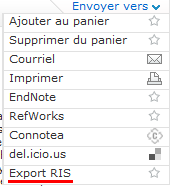 Envoyer vers
Ajouter au panier
Supprimer du panier
Courriel
Imprimer
EndNote
RefWorks
Connotea
del.icio.us
Export RIS